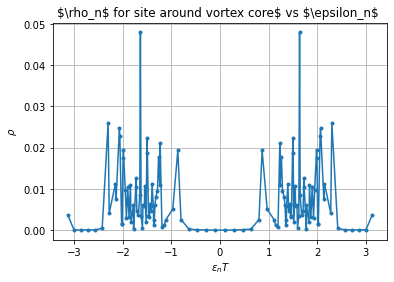 $\rho_n$ for site around vortex core$ vs $\epsilon_n$
0.05
0.04
0.03
0.02
0.01
0.00
ρ
−3 −2 −1 0 1 2 3
εₙT